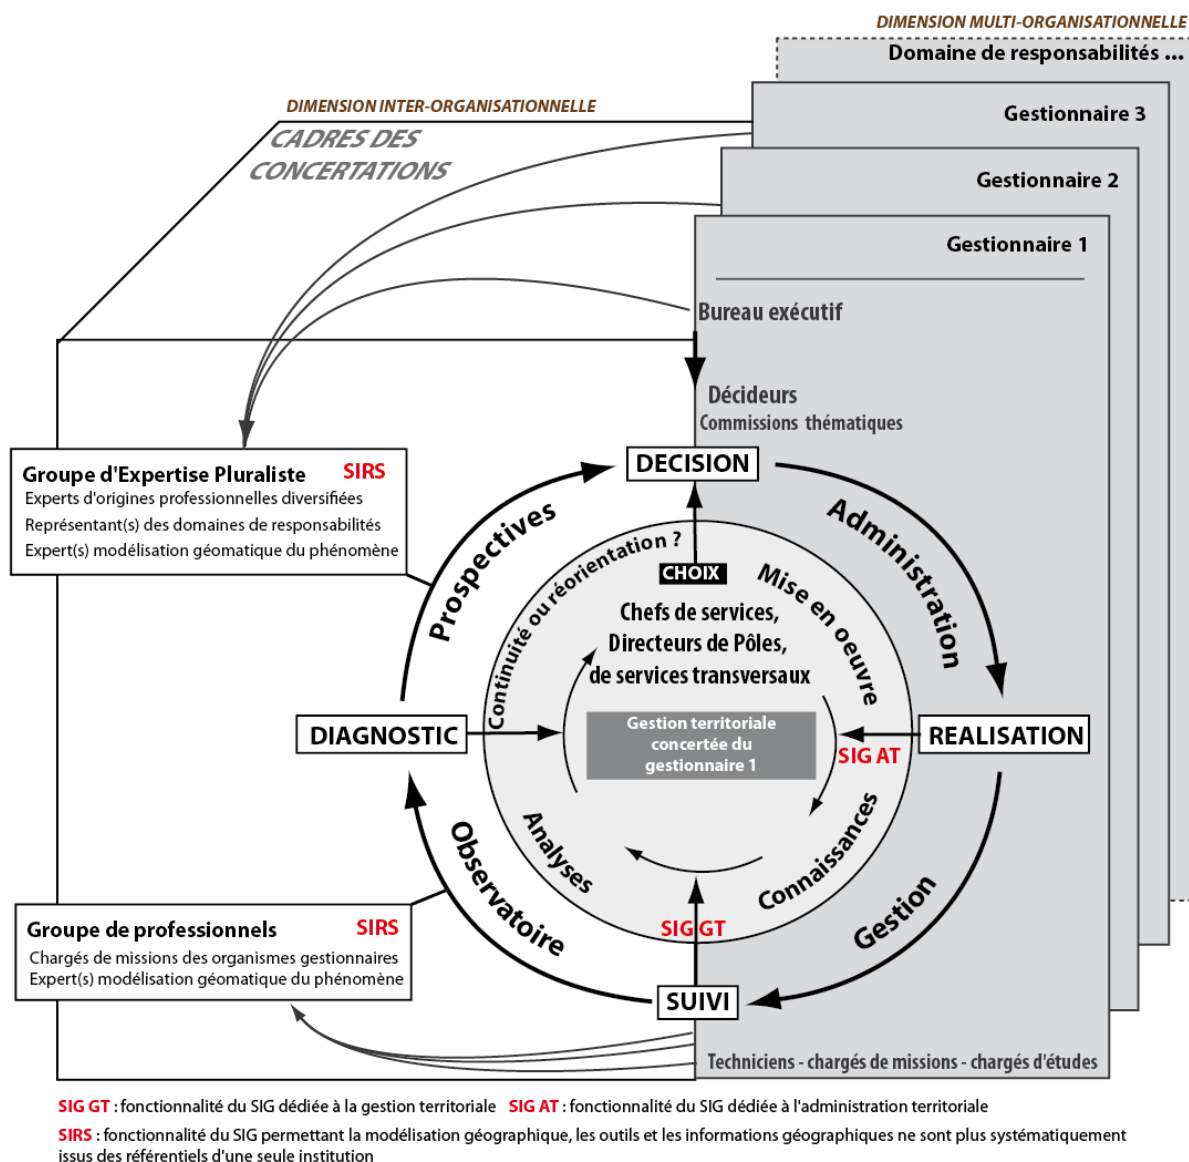 DIMENSION MULTI-ORGANISATIONNELLE
Domaine de responsabilités ...
DIMENSION INTER-ORGANISATIONNELLE
CADRES DES
CONCERTATIONS
Gestionnaire 3
Gestionnaire 2
Gestionnaire 1
Bureau exécutif
Décideurs
Commissions thématiques
Groupe d'Expertise Pluraliste SIRS
Experts d'origines professionnelles diversifiées
Représentant(s) des domaines de responsabilités
Expert(s) modélisation géomatique du phénomène
DECISION
Prospectives
Administration
Continuité ou réorientation ?
CHOIX
Mise en oeuvre
Chefs de services,
Directeurs de Pôles,
de services transversaux
DIAGNOSTIC
Gestion territoriale
concertée du
gestionnaire 1
SIG AT
REALISATION
Analyses
Connaissances
Observatoire
Gestion
SIG GT
Groupe de professionnels SIRS
Chargés de missions des organismes gestionnaires
Expert(s) modélisation géomatique du phénomène
SUIVI
Techniciens - chargés de missions - chargés d'études
SIG GT : fonctionnalité du SIG dédiée à la gestion territoriale SIG AT : fonctionnalité du SIG dédiée à l'administration territoriale
SIRS : fonctionnalité du SIG permettant la modélisation géographique, les outils et les informations géographiques ne sont plus systématiquement
issus des référentiels d'une seule institution